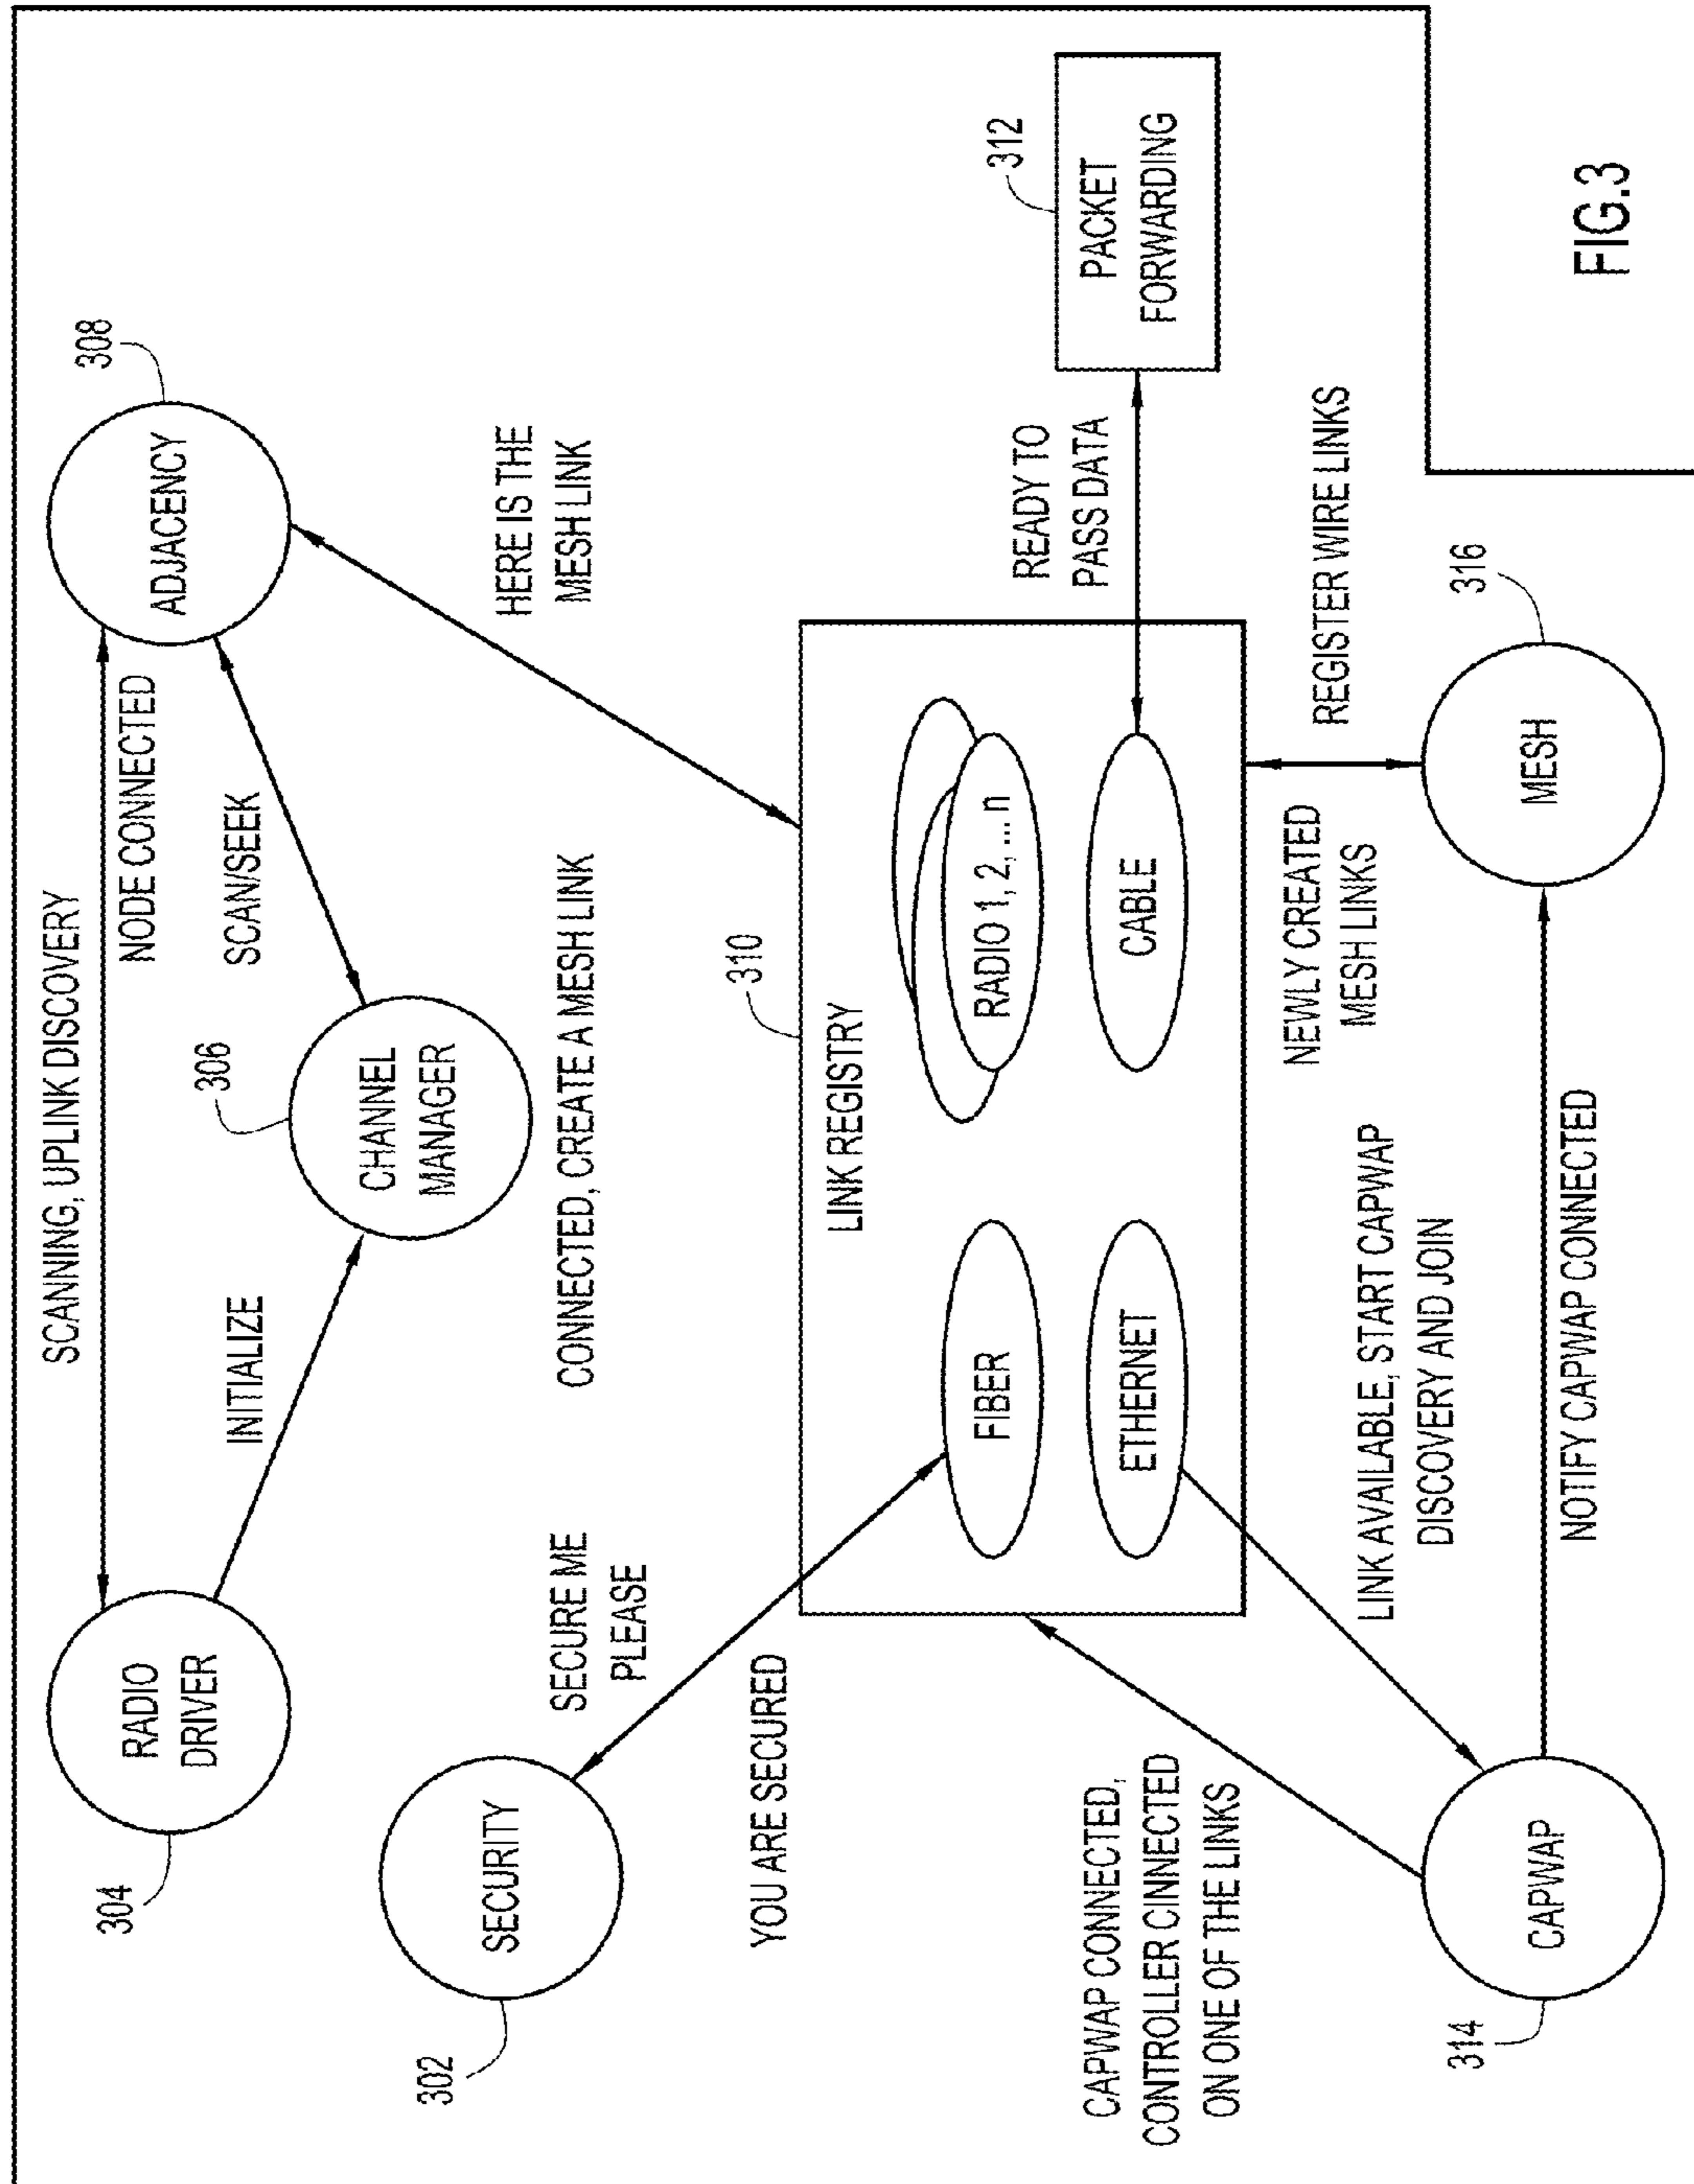 SCANNING, UPLINK DISCOVERY
304
RADIO
DRIVER
NODE CONNECTED
308
ADJACENCY
INITIALIZE
SCAN/SEEK
306
CHANNEL
MANAGER
302
SECURITY
SECURE ME
PLEASE
CONNECTED, CREATE A MESH LINK
HERE IS THE
MESH LINK
YOU ARE SECURED
310
LINK REGISTRY
FIBER
RADIO 1, 2, ... n
ETHERNET
CABLE
READY TO
PASS DATA
312
PACKET
FORWARDING
CAPWAP CONNECTED,
CONTROLLER CINNECTED
ON ONE OF THE LINKS
LINK AVAILABLE, START CAPWAP
DISCOVERY AND JOIN
NEWLY CREATED
MESH LINKS
REGISTER WIRE LINKS
314
CAPWAP
NOTIFY CAPWAP CONNECTED
316
MESH
FIG.3